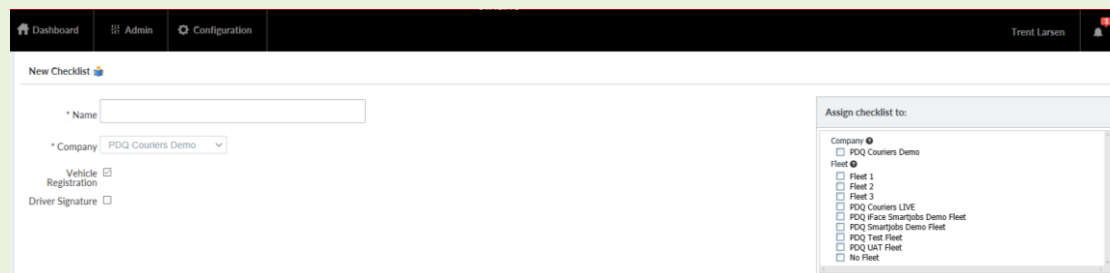 Dashboard
Admin
Configuration
Trent Larsen
New Checklist
* Name
* Company
PDQ Couriers Demo
Vehicle
Registration
Driver Signature
Assign checklist to:
Company
PDQ Couriers Demo
Fleet
Fleet 1
Fleet 2
Fleet 3
PDQ Couriers LIVE
PDQ iFace Smartjobs Demo Fleet
PDQ Smartjobs Demo Fleet
PDQ Test Fleet
PDQ UAT Fleet
No Fleet